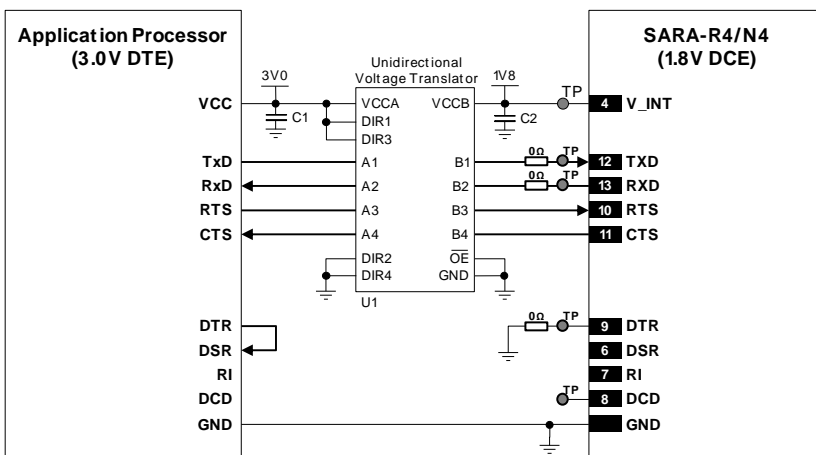 Application Processor
(3.0V DTE)
SARA-R4/N4
(1.8V DCE)
Unidirectional
Voltage Translator
3V0
1V8
TP
VCC
C1
VCCA
VCCB
C2
4
V_INT
DIR1
DIR3
0Ω
TP
TxD
A1
B1
12
TXD
0Ω
TP
RxD
A2
B2
13
RXD
RTS
A3
B3
10
RTS
CTS
A4
B4
11
CTS
DIR2
OE
DIR4
GND
U1
0Ω
TP
DTR
9
DTR
DSR
6
DSR
RI
7
RI
TP
DCD
8
DCD
GND
GND